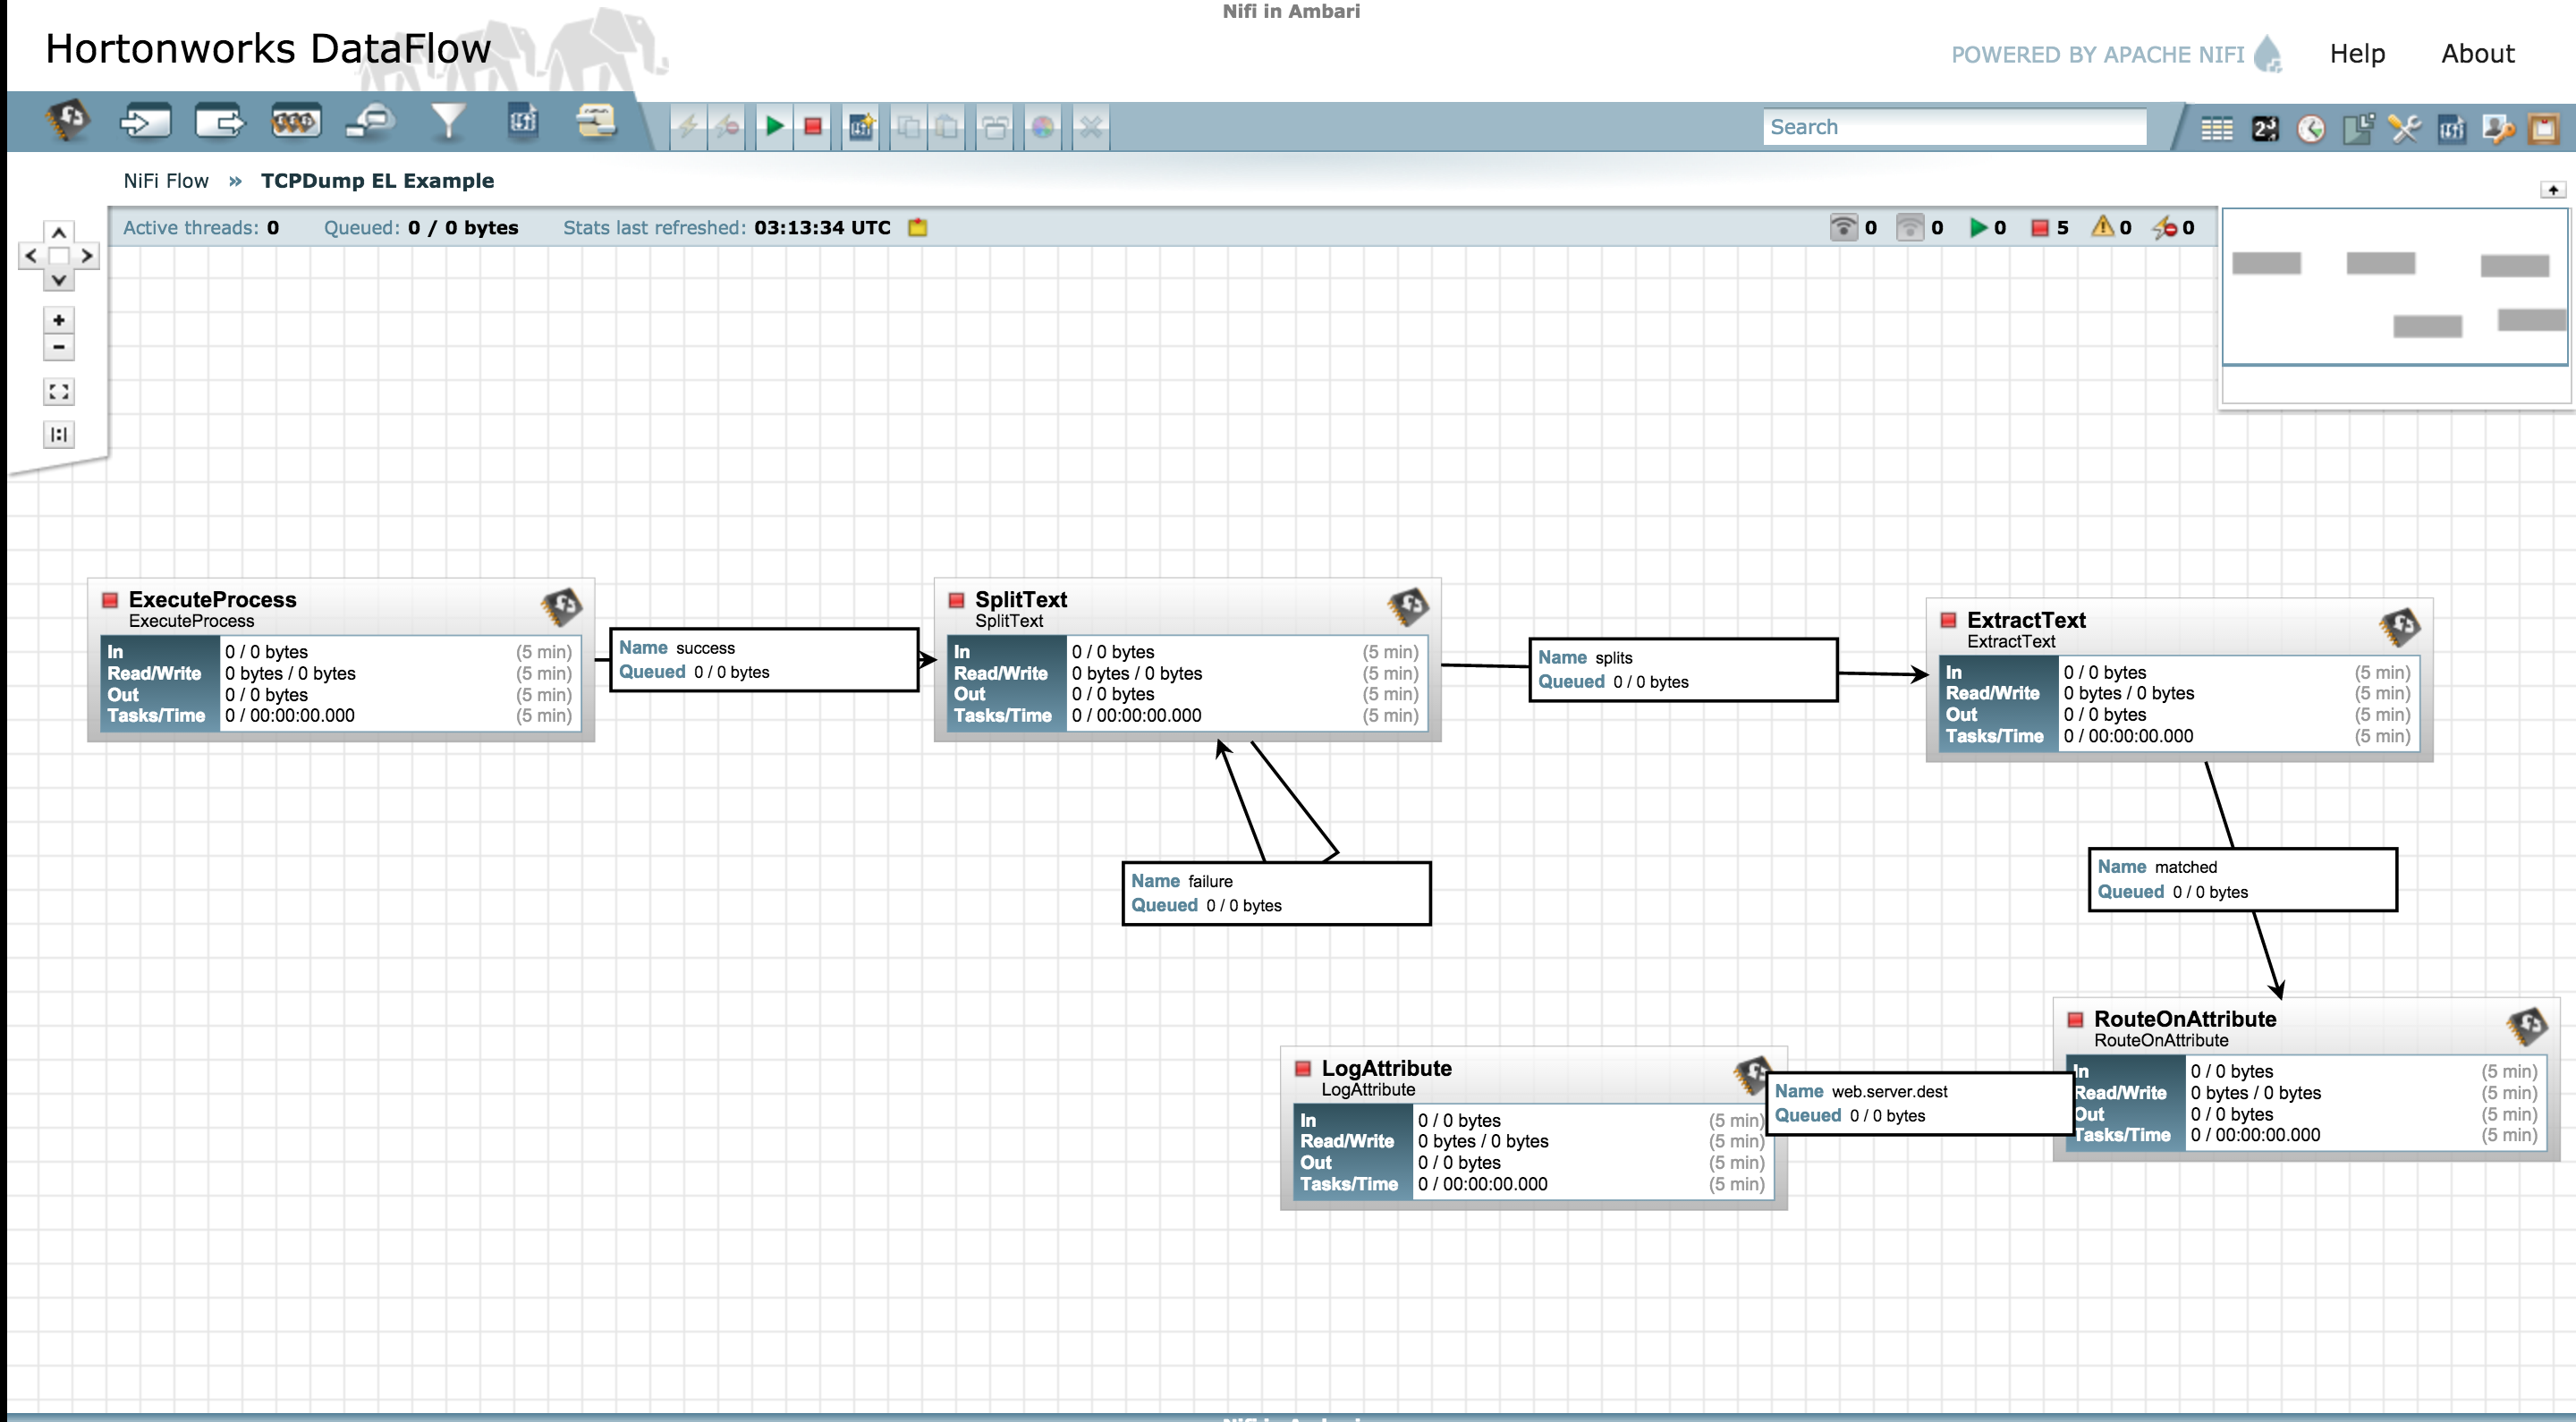 Nifi in Ambari
Hortonworks DataFlow
POWERED BY APACHE NIFI
Help
About
Search
NiFi Flow » TCPDump EL Example
Active threads: 0
Queued: 0 / 0 bytes
Stats last refreshed: 03:13:34 UTC
0
0
0
5
0
0
ExecuteProcess
ExecuteProcess
In 0 / 0 bytes (5 min)
Read/Write 0 bytes / 0 bytes (5 min)
Out 0 / 0 bytes (5 min)
Tasks/Time 0 / 00:00:00.000 (5 min)
Name success
Queued 0 / 0 bytes
SplitText
SplitText
In 0 / 0 bytes (5 min)
Read/Write 0 bytes / 0 bytes (5 min)
Out 0 / 0 bytes (5 min)
Tasks/Time 0 / 00:00:00.000 (5 min)
Name splits
Queued 0 / 0 bytes
ExtractText
ExtractText
In 0 / 0 bytes (5 min)
Read/Write 0 bytes / 0 bytes (5 min)
Out 0 / 0 bytes (5 min)
Tasks/Time 0 / 00:00:00.000 (5 min)
Name failure
Queued 0 / 0 bytes
Name matched
Queued 0 / 0 bytes
RouteOnAttribute
RouteOnAttribute
In 0 / 0 bytes (5 min)
Read/Write 0 bytes / 0 bytes (5 min)
Out 0 / 0 bytes (5 min)
Tasks/Time 0 / 00:00:00.000 (5 min)
LogAttribute
LogAttribute
In 0 / 0 bytes (5 min)
Read/Write 0 bytes / 0 bytes (5 min)
Out 0 / 0 bytes (5 min)
Tasks/Time 0 / 00:00:00.000 (5 min)
Name web.server.dest
Queued 0 / 0 bytes